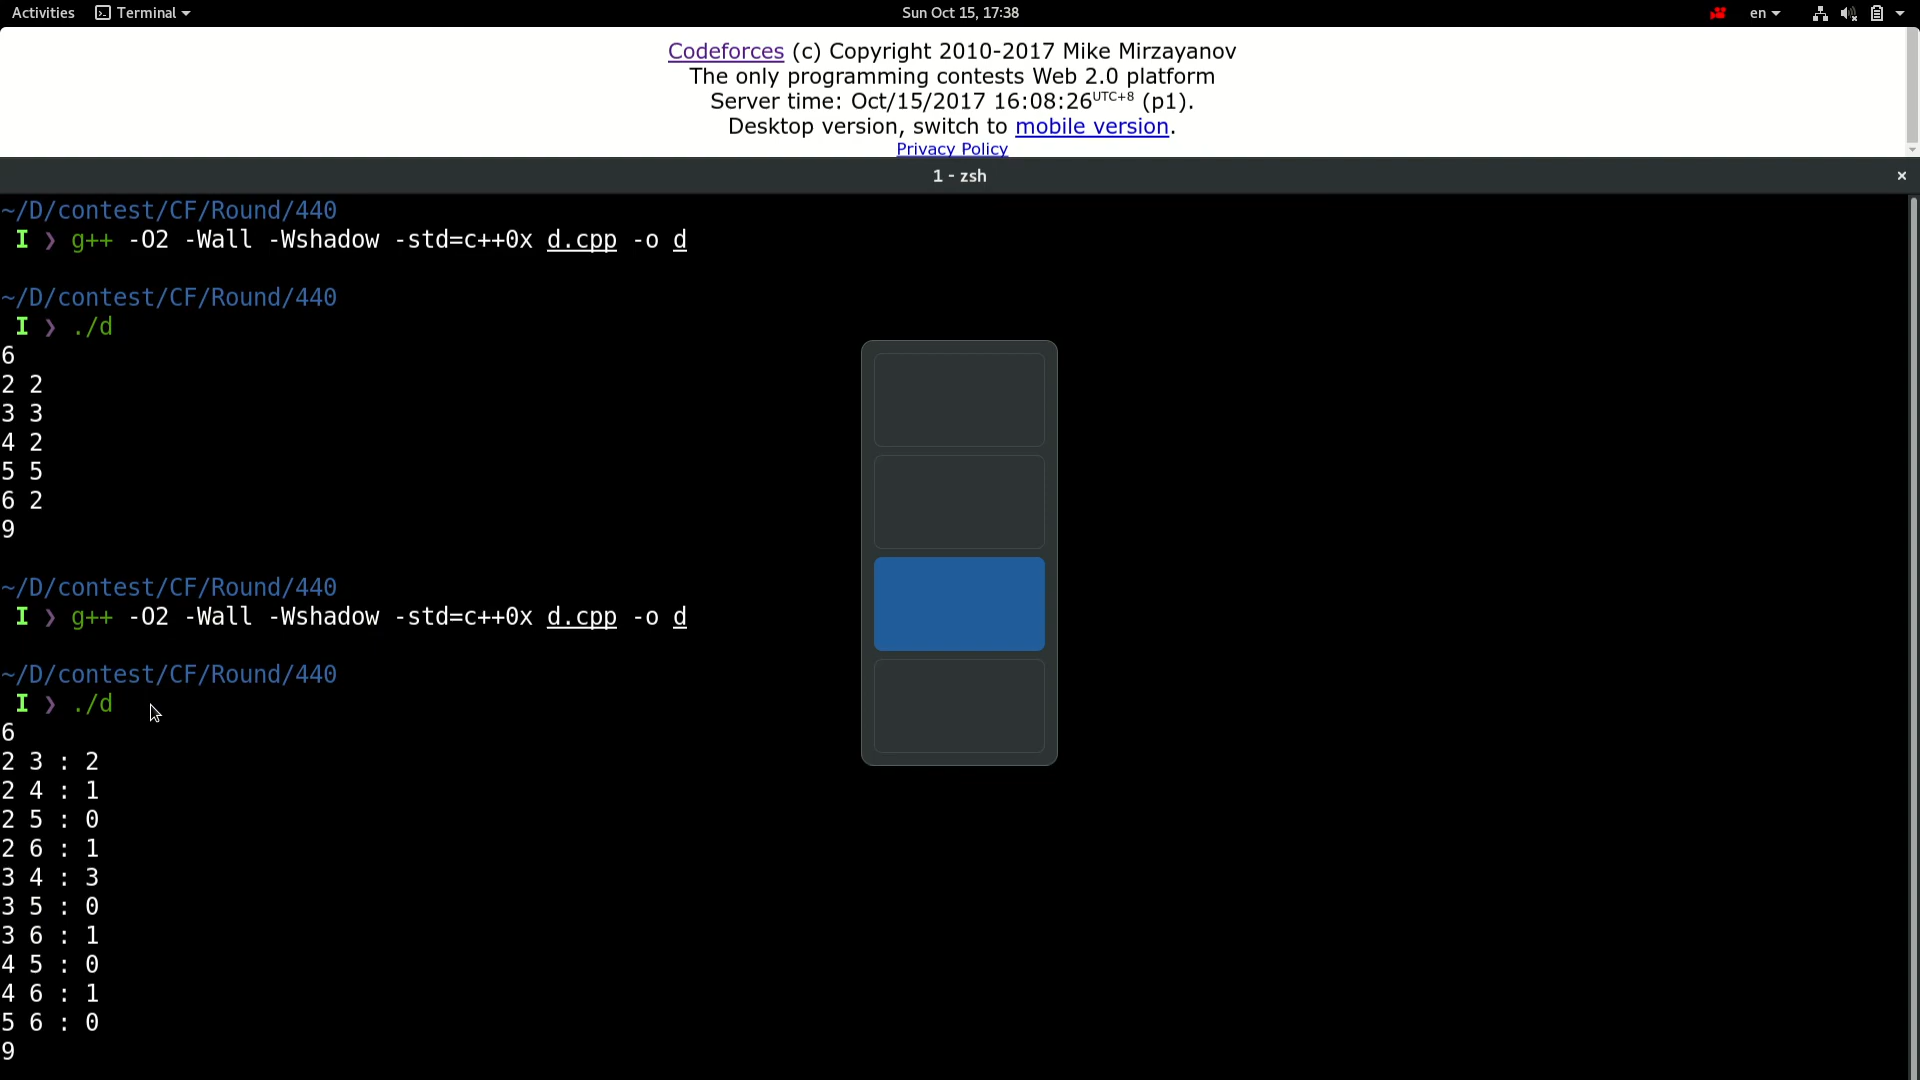 Activities Terminal Sun Oct 15, 17:38 en
Codeforces (c) Copyright 2010-2017 Mike Mirzayanov
The only programming contests Web 2.0 platform
Server time: Oct/15/2017 16:08:26UTC+8 (p1).
Desktop version, switch to mobile version.
Privacy Policy
1 - zsh ×
~/D/contest/CF/Round/440
I ❯ g++ -O2 -Wall -Wshadow -std=c++0x d.cpp -o d
~/D/contest/CF/Round/440
I ❯ ./d
6
2 2
3 3
4 2
5 5
6 2
9
~/D/contest/CF/Round/440
I ❯ g++ -O2 -Wall -Wshadow -std=c++0x d.cpp -o d
~/D/contest/CF/Round/440
I ❯ ./d
6
2 3 : 2
2 4 : 1
2 5 : 0
2 6 : 1
3 4 : 3
3 5 : 0
3 6 : 1
4 5 : 0
4 6 : 1
5 6 : 0
9